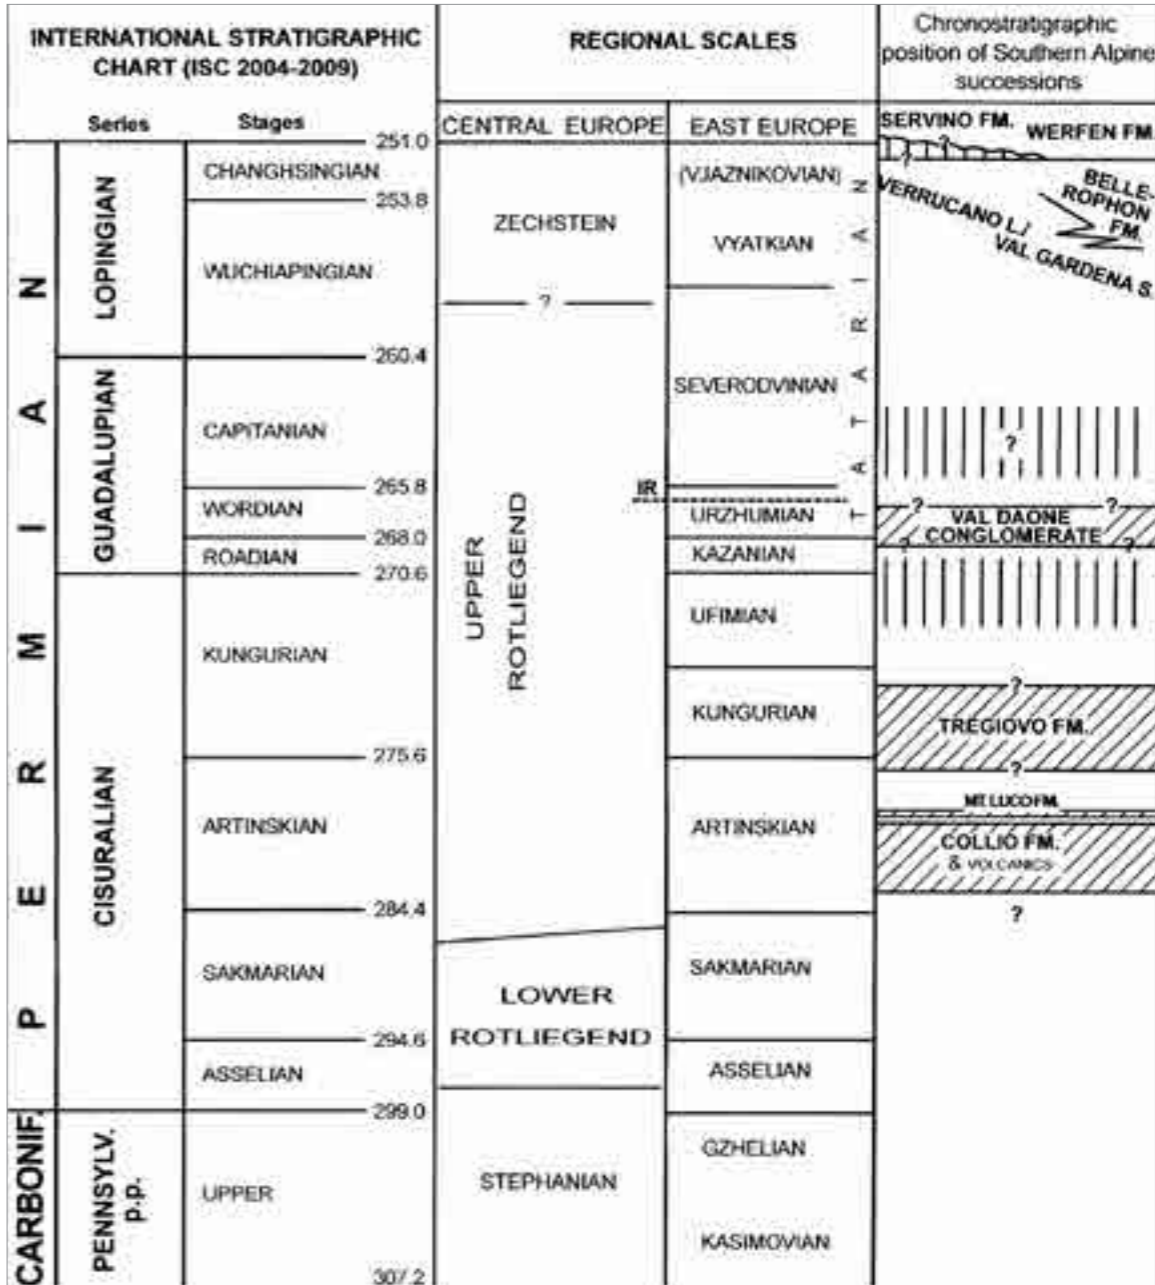 INTERNATIONAL STRATIGRAPHIC
CHART (ISC 2004-2009)
Series
Stages
REGIONAL SCALES
CENTRAL EUROPE
EAST EUROPE
Chronostratigraphic
position of Southern Alpine
successions
PERMIAN
CARBONIF.
LOPINGIAN
GUADALUPIAN
CISURALIAN
PENNSYLV.
p.p.
251.0
CHANGHSINGIAN
253.8
WUCHIAPINGIAN
260.4
CAPITANIAN
265.8
WORDIAN
268.0
ROADIAN
270.6
KUNGURIAN
275.6
ARTINSKIAN
284.4
SAKMARIAN
294.6
ASSELIAN
299.0
UPPER
307.2
ZECHSTEIN
?
UPPER
ROTLIEGEND
LOWER
ROTLIEGEND
STEPHANIAN
(VJAZNIKOVIAN)
VYATKIAN
SEVERODVINIAN
IR
URZHUMIAN
TATARIAN
KAZANIAN
UFIMIAN
KUNGURIAN
ARTINSKIAN
SAKMARIAN
ASSELIAN
GZHELIAN
KASIMOVIAN
SERVINO FM.
WERFEN FM.
? ?
BELLE-
ROPHON
FM.
VERRUCANO L./
VAL GARDENA S.
?
? ?
VAL DAONE
CONGLOMERATE
? ?
?
TREGIOVO FM.
?
MT. LUCO FM.
COLLIO FM.
& VOLCANICS
?